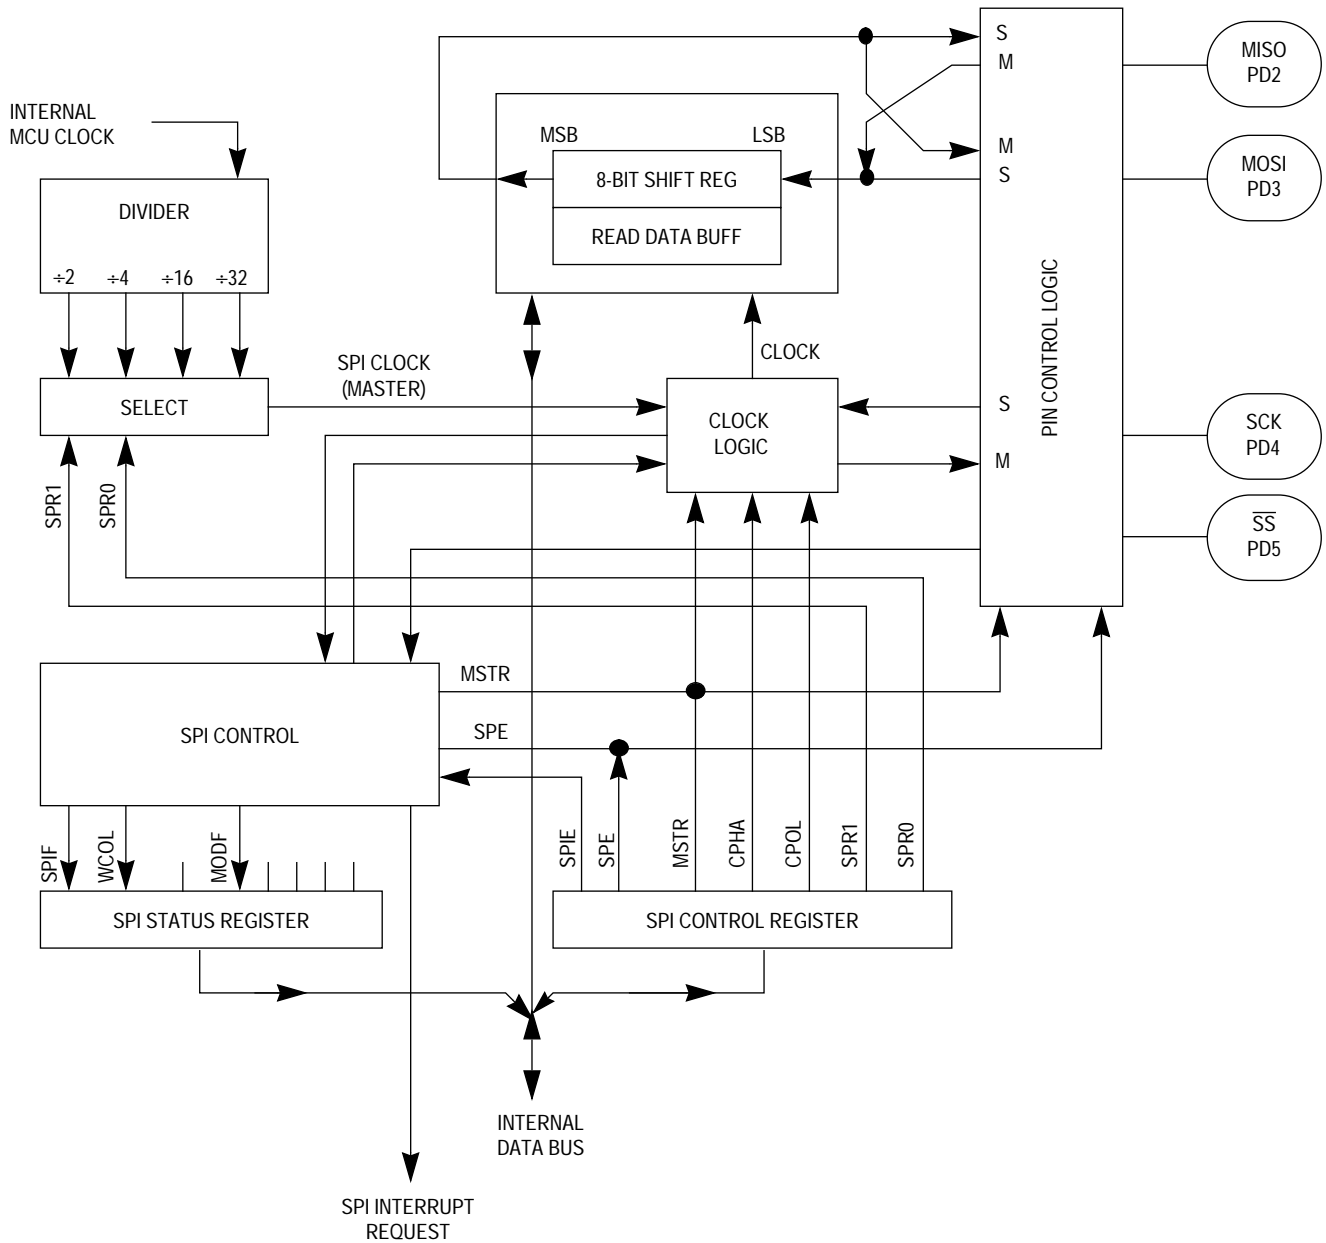 S
MISO
PD2
M
INTERNAL
MCU CLOCK
MSB
LSB
M
8-BIT SHIFT REG
S
MOSI
PD3
DIVIDER
READ DATA BUFF
÷2
÷4
÷16
÷32
PIN CONTROL LOGIC
CLOCK
SPI CLOCK
(MASTER)
SELECT
CLOCK
LOGIC
S
M
SCK
PD4
SPR1
SPR0
S̅S̅
PD5
MSTR
SPE
SPI CONTROL
SPIF
WCOL
MODF
SPIE
SPE
MSTR
CPHA
CPOL
SPR1
SPR0
SPI STATUS REGISTER
SPI CONTROL REGISTER
INTERNAL
DATA BUS
SPI INTERRUPT
REQUEST